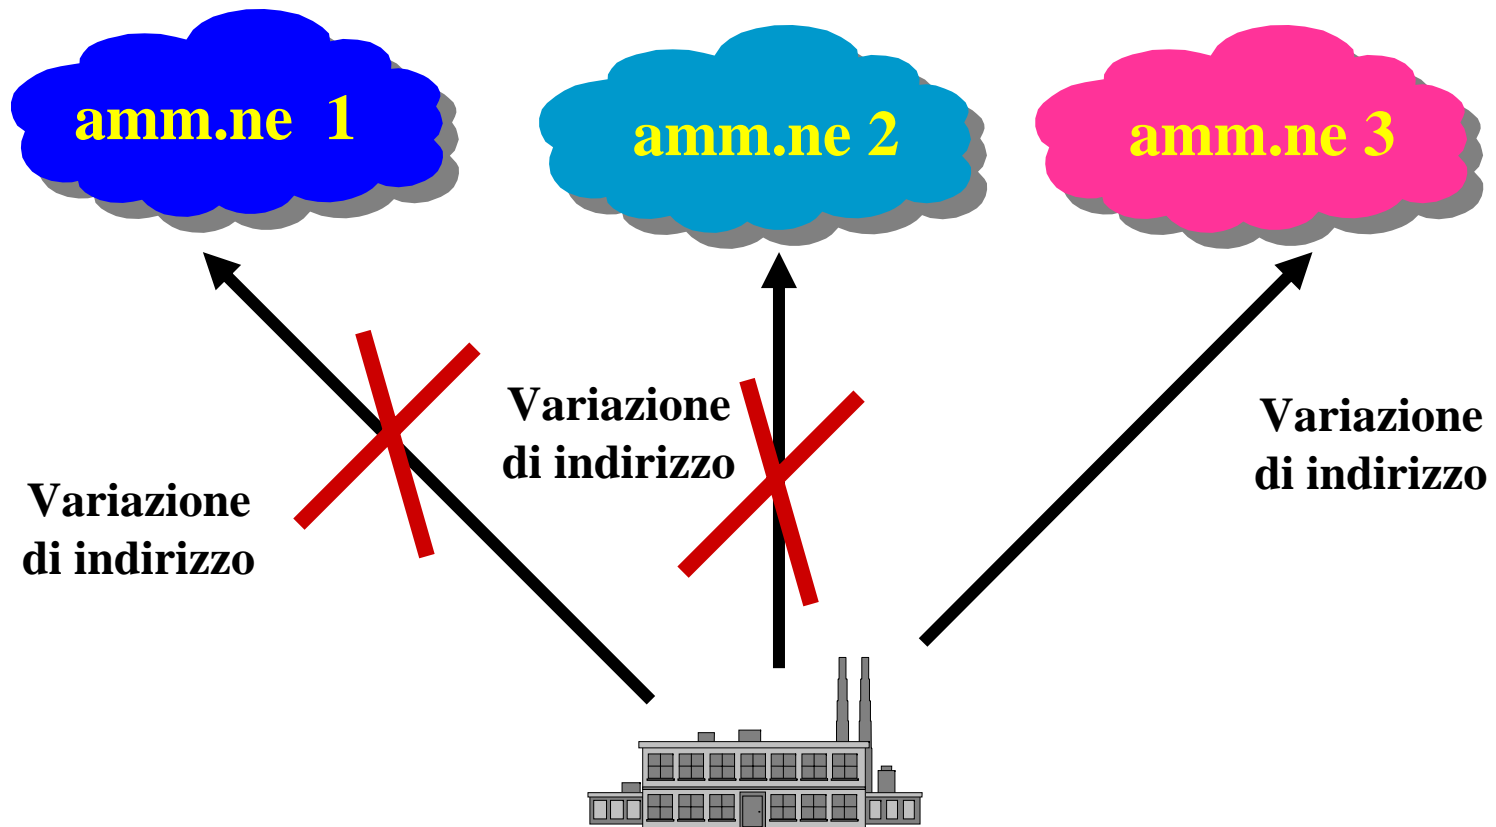 amm.ne 1
amm.ne 2
amm.ne 3
Variazione
di indirizzo
Variazione
di indirizzo
Variazione
di indirizzo